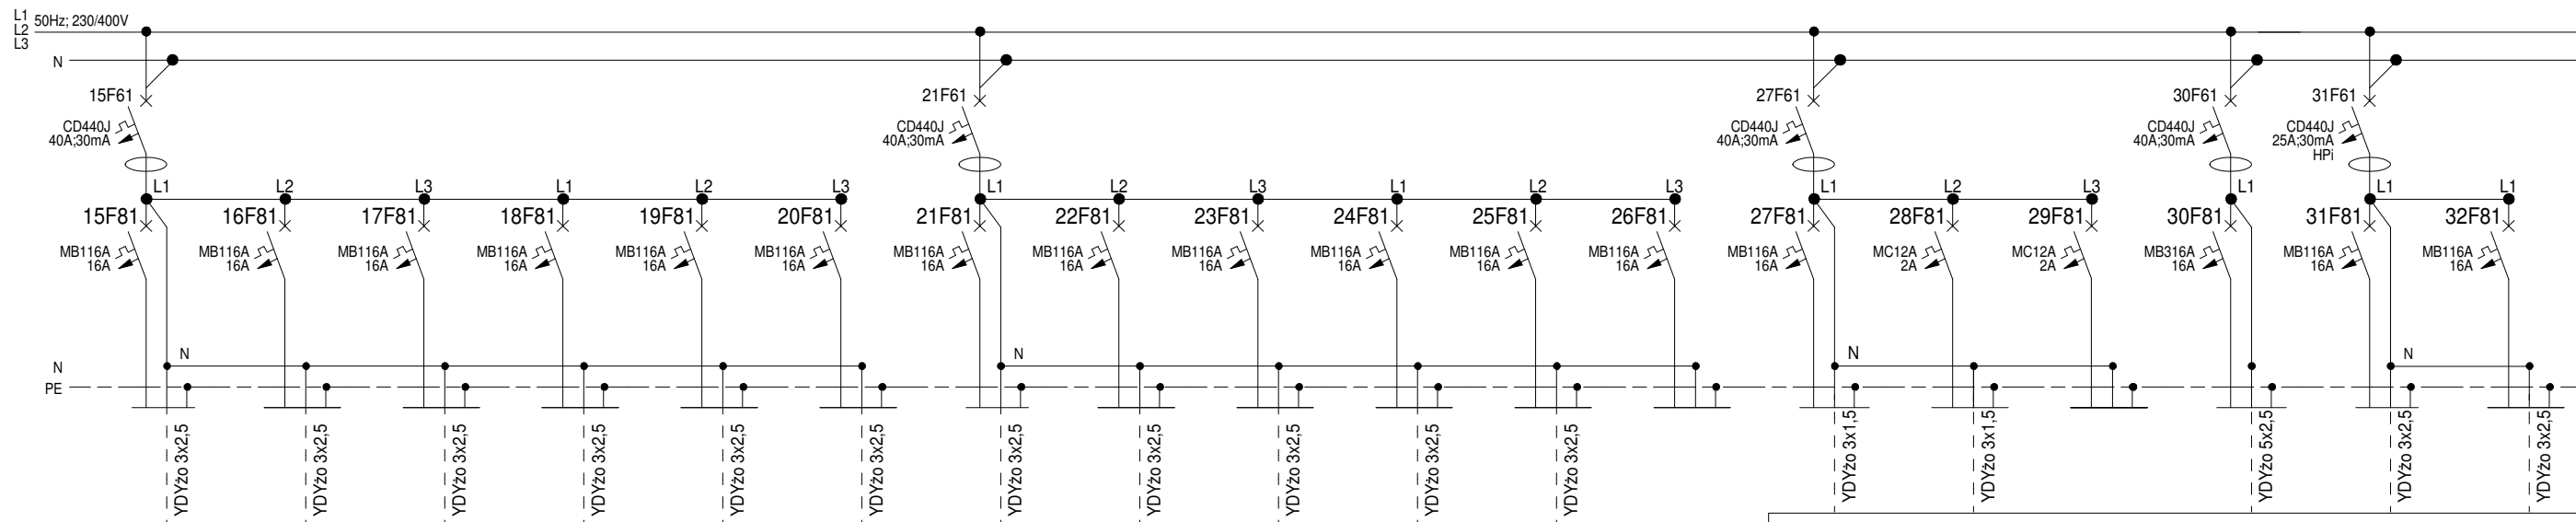 L1
L2 50Hz; 230/400V
L3
N
15F61
CD440J
40A;30mA
21F61
CD440J
40A;30mA
27F61
CD440J
40A;30mA
30F61
CD440J
40A;30mA
31F61
CD440J
25A;30mA
HPi
L1 L2 L3 L1 L2 L3 L1 L2 L3 L1 L2 L3 L1 L2 L3 L1 L1 L1
15F81 16F81 17F81 18F81 19F81 20F81 21F81 22F81 23F81 24F81 25F81 26F81 27F81 28F81 29F81 30F81 31F81 32F81
MB116A MB116A MB116A MB116A MB116A MB116A MB116A MB116A MB116A MB116A MB116A MB116A MB116A MC12A MC12A MB316A MB116A MB116A
16A 16A 16A 16A 16A 16A 16A 16A 16A 16A 16A 16A 16A 2A 2A 16A 16A 16A
N N N N
N
PE
YDYżo 3x2,5
YDYżo 3x2,5
YDYżo 3x2,5
YDYżo 3x2,5
YDYżo 3x2,5
YDYżo 3x2,5
YDYżo 3x2,5
YDYżo 3x2,5
YDYżo 3x2,5
YDYżo 3x2,5
YDYżo 3x2,5
YDYżo 3x1,5
YDYżo 3x1,5
YDYżo 5x2,5
YDYżo 3x2,5
YDYżo 3x2,5